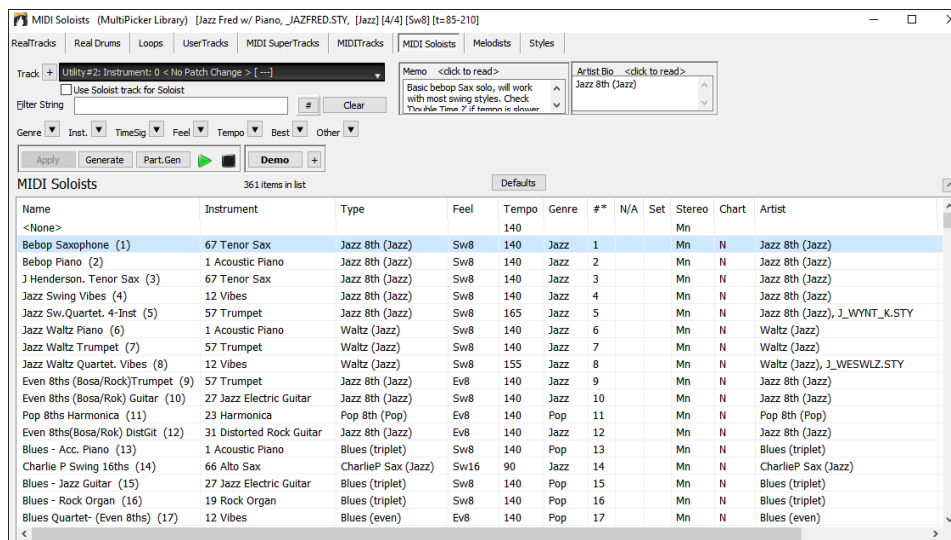 MIDI Soloists (MultiPicker Library) [Jazz Fred w/ Piano, _JAZFRED.STY, [Jazz] [4/4] [Sw8] [t=85-210]
RealTracks Real Drums Loops UserTracks MIDI SuperTracks MIDITracks MIDI Soloists Melodists Styles
Track + Utility#2: Instrument: 0 < No Patch Change > [ ---]
Memo <click to read> Artist Bio <click to read>
Use Soloist track for Soloist
Basic bebop Sax solo, will work
with most swing styles. Check
'Double Time ?' if tempo is slower
Jazz 8th (Jazz)
Filter String # Clear
Genre Inst. TimeSig Feel Tempo Best Other
Apply Generate Part.Gen Demo +
MIDI Soloists 361 items in list Defaults
Name Instrument Type Feel Tempo Genre #* N/A Set Stereo Chart Artist
<None> 140 Mn
Bebop Saxophone (1) 67 Tenor Sax Jazz 8th (Jazz) Sw8 140 Jazz 1 Mn N Jazz 8th (Jazz)
Bebop Piano (2) 1 Acoustic Piano Jazz 8th (Jazz) Sw8 140 Jazz 2 Mn N Jazz 8th (Jazz)
J Henderson. Tenor Sax (3) 67 Tenor Sax Jazz 8th (Jazz) Sw8 140 Jazz 3 Mn N Jazz 8th (Jazz)
Jazz Swing Vibes (4) 12 Vibes Jazz 8th (Jazz) Sw8 140 Jazz 4 Mn N Jazz 8th (Jazz)
Jazz Sw.Quartet. 4-Inst (5) 57 Trumpet Jazz 8th (Jazz) Sw8 165 Jazz 5 Mn N Jazz 8th (Jazz), J_WYNT_K.STY
Jazz Waltz Piano (6) 1 Acoustic Piano Waltz (Jazz) Sw8 140 Jazz 6 Mn N Waltz (Jazz)
Jazz Waltz Trumpet (7) 57 Trumpet Waltz (Jazz) Sw8 140 Jazz 7 Mn N Waltz (Jazz)
Jazz Waltz Quartet. Vibes (8) 12 Vibes Waltz (Jazz) Sw8 155 Jazz 8 Mn N Waltz (Jazz), J_WESWLZ.STY
Even 8ths (Bosa/Rock)Trumpet (9) 57 Trumpet Jazz 8th (Jazz) Ev8 140 Jazz 9 Mn N Jazz 8th (Jazz)
Even 8ths (Bosa/Rok) Guitar (10) 27 Jazz Electric Guitar Jazz 8th (Jazz) Ev8 140 Jazz 10 Mn N Jazz 8th (Jazz)
Pop 8ths Harmonica (11) 23 Harmonica Pop 8th (Pop) Ev8 140 Pop 11 Mn N Pop 8th (Pop)
Even 8ths(Bosa/Rok) DistGit (12) 31 Distorted Rock Guitar Jazz 8th (Jazz) Ev8 140 Jazz 12 Mn N Jazz 8th (Jazz)
Blues - Acc. Piano (13) 1 Acoustic Piano Blues (triplet) Sw8 140 Pop 13 Mn N Blues (triplet)
Charlie P Swing 16ths (14) 66 Alto Sax CharlieP Sax (Jazz) Sw16 90 Jazz 14 Mn N CharlieP Sax (Jazz)
Blues - Jazz Guitar (15) 27 Jazz Electric Guitar Blues (triplet) Sw8 140 Pop 15 Mn N Blues (triplet)
Blues - Rock Organ (16) 19 Rock Organ Blues (triplet) Sw8 140 Pop 16 Mn N Blues (triplet)
Blues Quartet- (Even 8ths) (17) 12 Vibes Blues (even) Ev8 140 Pop 17 Mn N Blues (even)